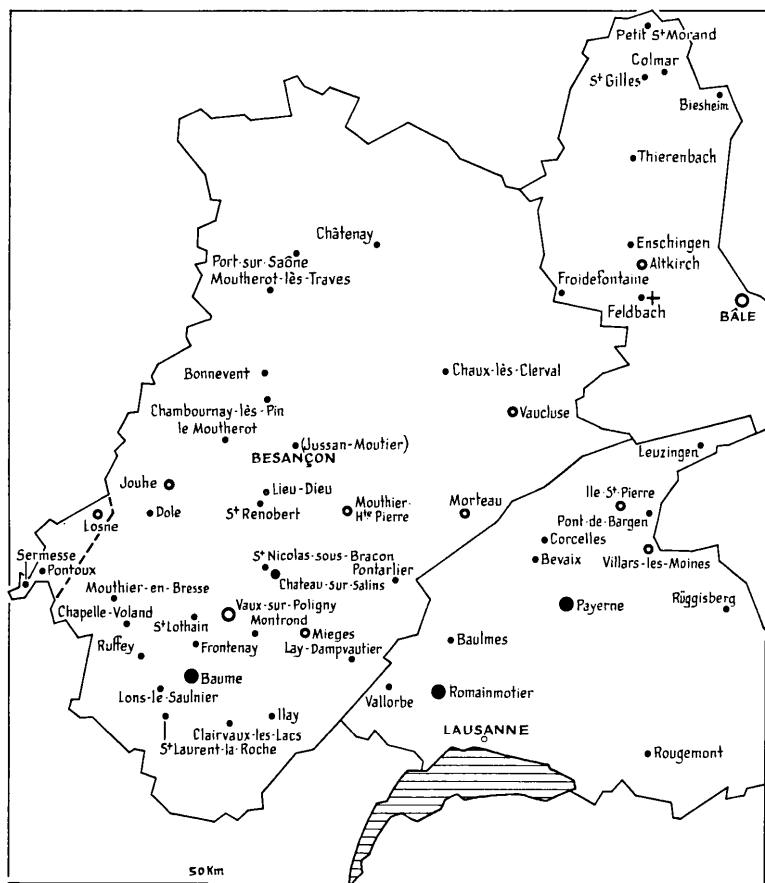 Petit St Morand
Colmar
St Gilles
Biesheim
Thierenbach
Châtenay
Enschingen
Port-sur-Saône
Altkirch
Moutherot-lès-Traves
Froidefontaine
Feldbach
BÂLE
Bonnevent
Chaux-lès-Clerval
Chambournay-lès-Pin
Vaucluse
le Moutherot
(Jussan-Moutier)
Leuzingen
BESANÇON
Jouhe
Lieu-Dieu
Ile-St-Pierre
St Renobert
Mouthier-
Hte Pierre
Morteau
Losne
Dole
Pont-de-Bargen
Corcelles
Sermesse
Pontoux
St Nicolas-sous-Bracon
Bevaix
Villars-les-Moines
Chateau-sur-Salins
Pontarlier
Mouthier-en-Bresse
Payerne
Rüggisberg
Chapelle-Voland
Vaux-sur-Poligny
St Lothain
Montrond
Ruffey
Frontenay
Mieges
Baulmes
Lay-Dampvautier
Baume
Lons-le-Saulnier
Vallorbe
Romainmotier
Illay
Clairvaux-les-Lacs
LAUSANNE
St Laurent-la-Roche
Rougemont
50 Km